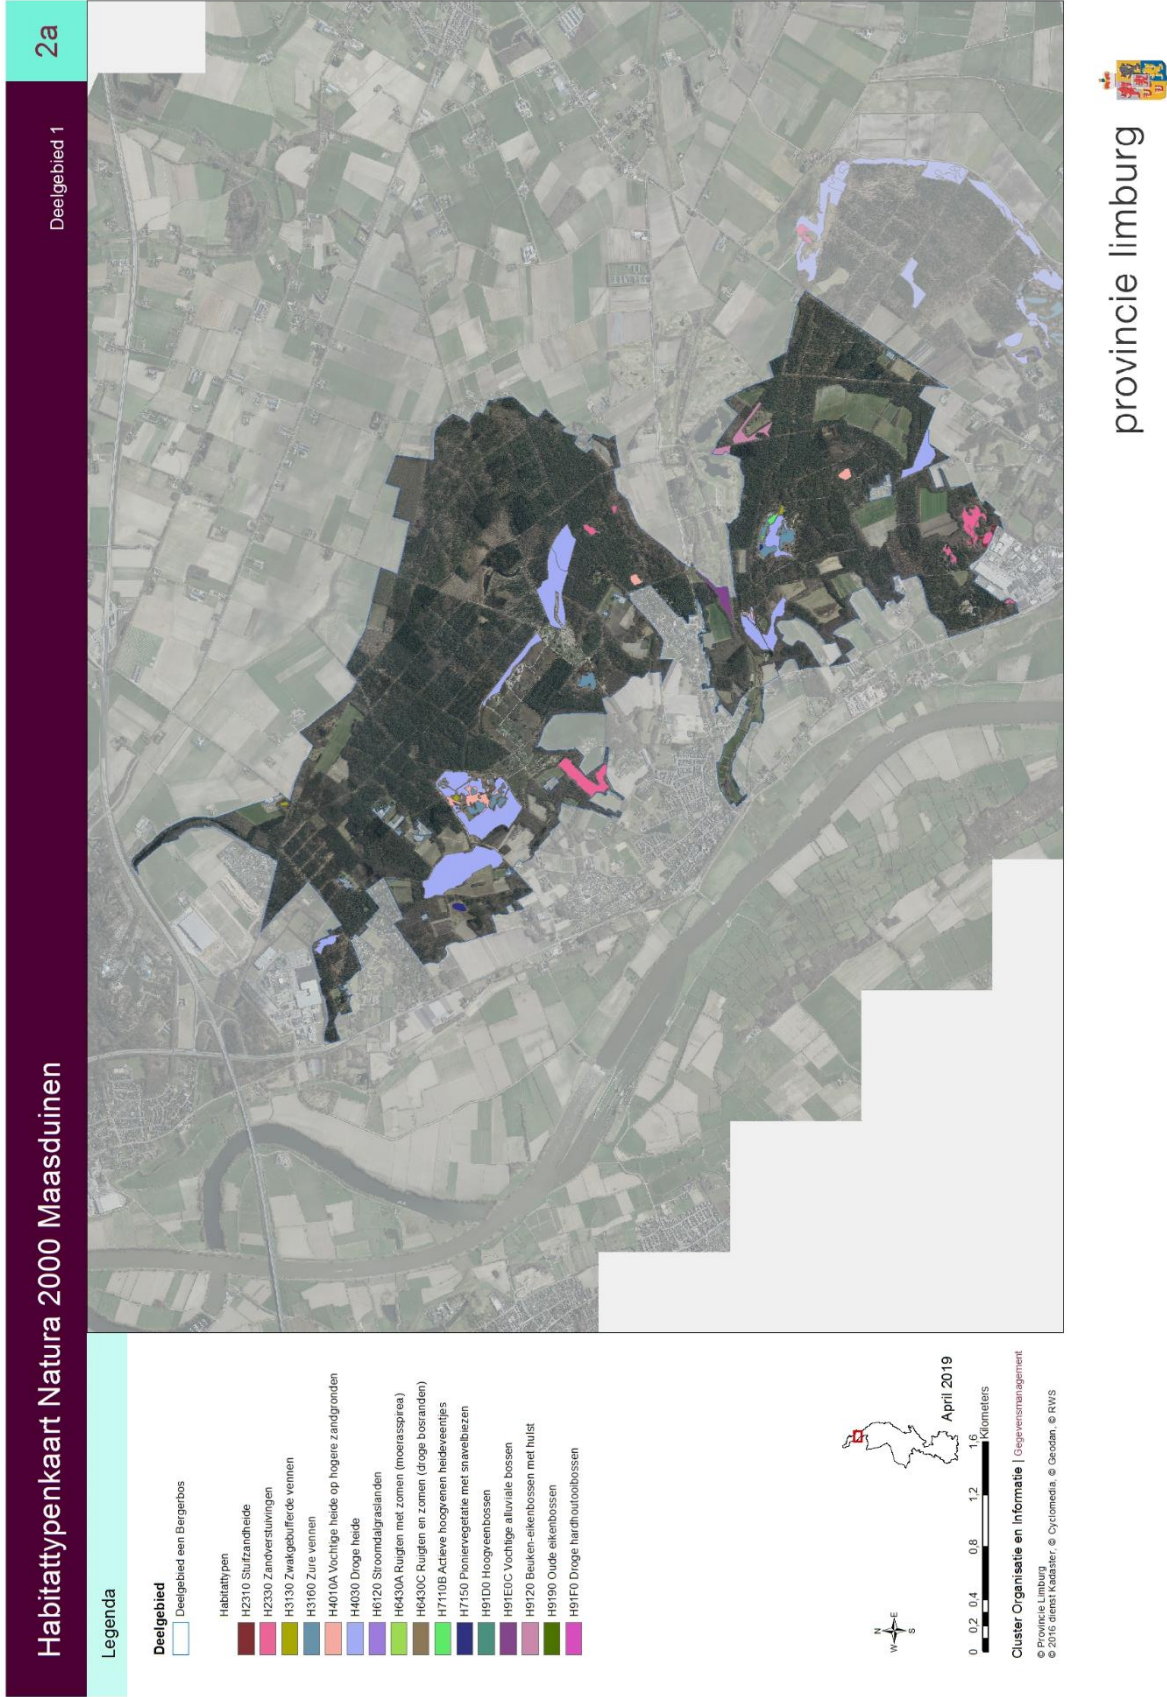 Habitattypenkaart Natura 2000 Maasduinen
Deelgebied 1
2a
Legenda
Deelgebied
Deelgebied een Bergerbos
Habitattypen
H2310 Stuifzandheide
H2330 Zandverstuivingen
H3130 Zwakgebufferde vennen
H3160 Zure vennen
H4010A Vochtige heide op hogere zandgronden
H4030 Droge heide
H6120 Stroomdalgraslanden
H6430A Ruigten met zomen (moerasspirea)
H6430C Ruigten en zomen (droge bosranden)
H7110B Actieve hoogvenen heideveentjes
H7150 Pioniervegetatie met snavelbiezen
H91D0 Hoogveenbossen
H91E0C Vochtige alluviale bossen
H9120 Beuken-eikenbossen met hulst
H9190 Oude eikenbossen
H91F0 Droge hardhoutooibossen
N
W E
S
April 2019
0 0,2 0,4 0,8 1,2 1,6
Kilometers
Cluster Organisatie en Informatie | Gegevensmanagement
© Provincie Limburg
© 2016 dienst Kadaster, © Cyclomedia, © Geodan, © RWS
provincie limburg